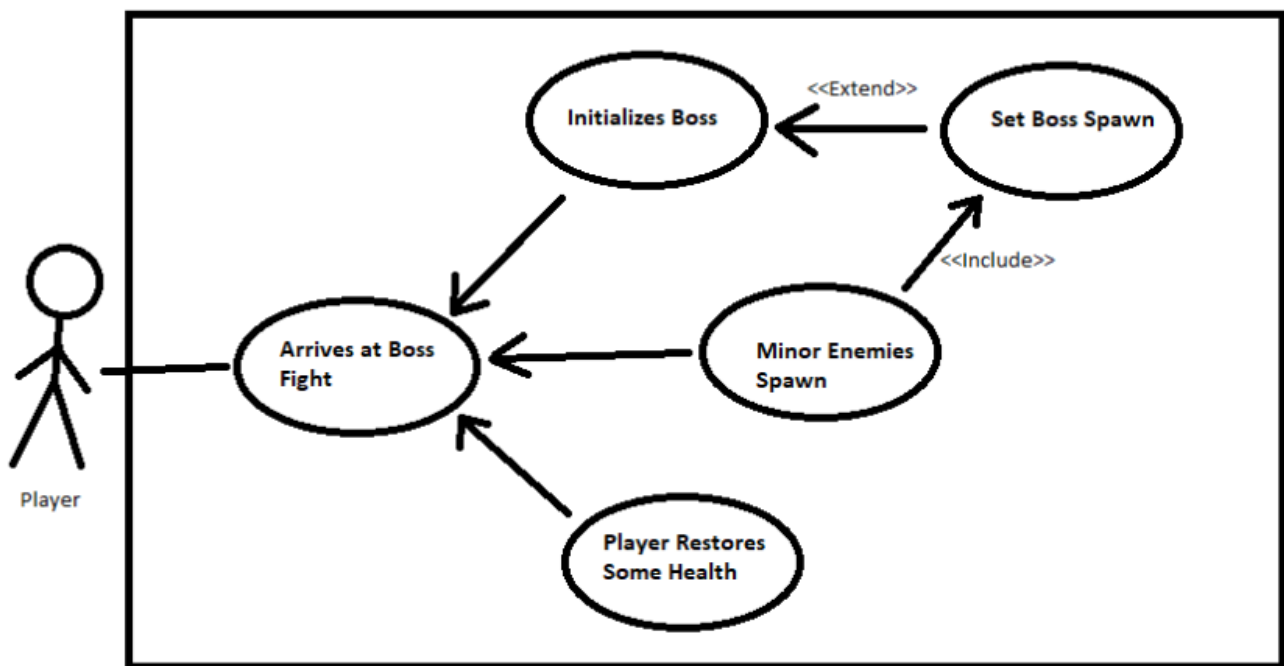 <<Extend>>
Initializes Boss
Set Boss Spawn
<<Include>>
Arrives at Boss
Fight
Minor Enemies
Spawn
Player
Player Restores
Some Health